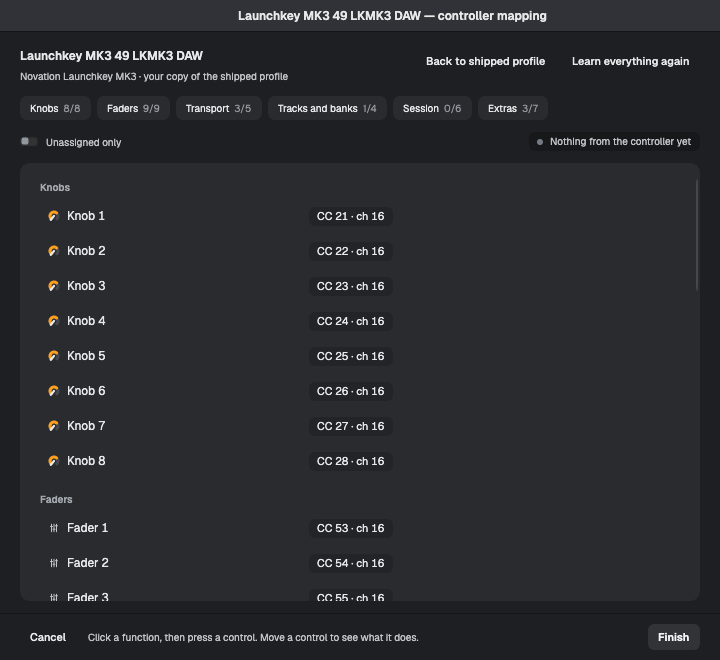 Launchkey MK3 49 LKMK3 DAW — controller mapping
Launchkey MK3 49 LKMK3 DAW
Novation Launchkey MK3 · your copy of the shipped profile
Back to shipped profile
Learn everything again
Knobs 8/8
Faders 9/9
Transport 3/5
Tracks and banks 1/4
Session 0/6
Extras 3/7
Unassigned only
Nothing from the controller yet
Knobs
Knob 1 CC 21 · ch 16
Knob 2 CC 22 · ch 16
Knob 3 CC 23 · ch 16
Knob 4 CC 24 · ch 16
Knob 5 CC 25 · ch 16
Knob 6 CC 26 · ch 16
Knob 7 CC 27 · ch 16
Knob 8 CC 28 · ch 16
Faders
Fader 1 CC 53 · ch 16
Fader 2 CC 54 · ch 16
Fader 3 CC 55 · ch 16
Cancel
Click a function, then press a control. Move a control to see what it does.
Finish